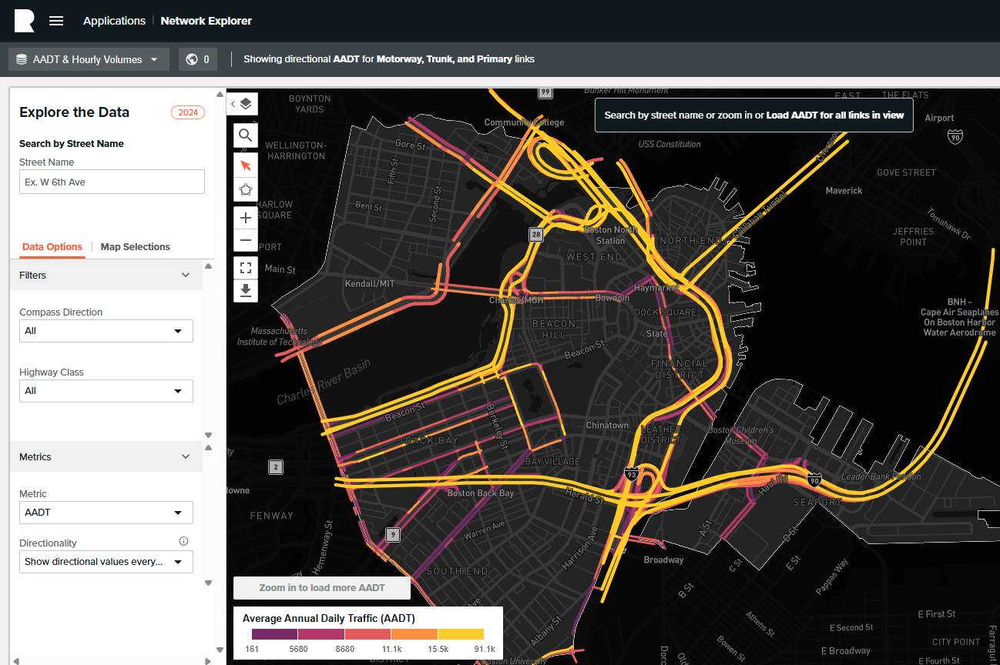 Applications | Network Explorer
AADT & Hourly Volumes
0
Showing directional AADT for Motorway, Trunk, and Primary links
Explore the Data
2024
Search by Street Name
Street Name
Ex. W 6th Ave
Data Options
Map Selections
Filters
Compass Direction
All
Highway Class
All
Metrics
Metric
AADT
Directionality
Show directional values every...
Search by street name or zoom in or Load AADT for all links in view
99
Bunker Hill Monument
EAST
THE FLATS
BOYNTON
YARDS
Community College
Airport
90
WELLINGTON-
HARRINGTON
Gore St
USS Constitution
Liverpool
Fifth St
GOVE STREET
Second St
Maverick
HARLOW
SQUARE
Bent St
Callahan Tunnel
Tomahawk Dr
28
Boston North
Station
NORTH END
JEFFRIES
POINT
PORT
WEST END
Main St
Kendall/MIT
Haymarket
Charles/MGH
Bowdoin
BNH -
Cape Air Seaplanes
On Boston Harbor
Water Aerodrome
DOCK SQUARE
BEACON
HILL
State
Massachusetts
Institute of Technology
Beacon St
FINANCIAL
DISTRICT
Charles River Basin
Beacon St
Berkeley St
Chinatown
LEATHER
DISTRICT
Boston Children's
Museum
BACK BAY
2
BAY VILLAGE
93
90
Leader Bank Pavilion
Haul Rd
Boston Back Bay
Herald St
SEAPORT
FENWAY
Hemenway St
9
Warren Ave
A St
D St
Harrison Ave
Broadway
C St
E St
Pappas Way
SOUTH END
B St
Zoom in to load more AADT
Average Annual Daily Traffic (AADT)
161
5680
8680
11.1k
15.5k
91.1k
Albany St
Athens St
E First St
E Second St
Bowen St
CITY POINT
E Broadway
Farragut
E Fourth St
DISTRICT
Boston University